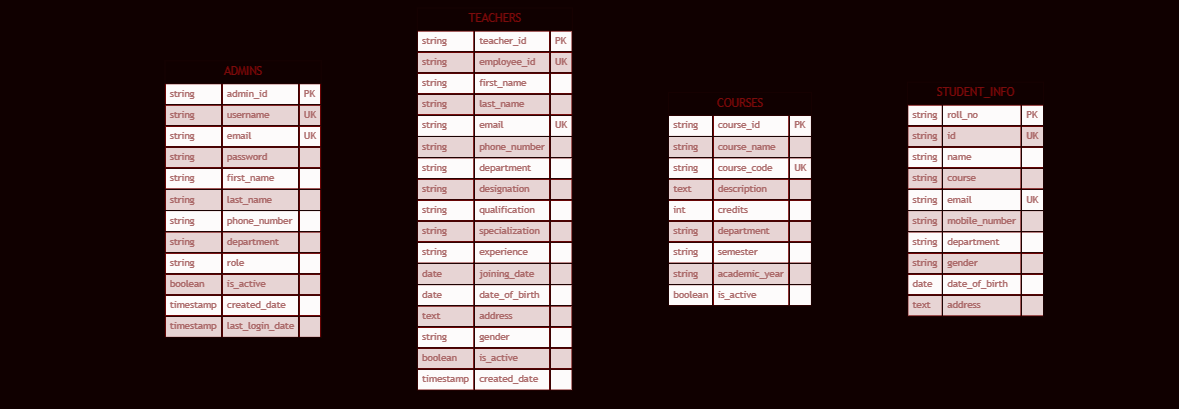 ADMINS
string admin_id PK
string username UK
string email UK
string password
string first_name
string last_name
string phone_number
string department
string role
boolean is_active
timestamp created_date
timestamp last_login_date
TEACHERS
string teacher_id PK
string employee_id UK
string first_name
string last_name
string email UK
string phone_number
string department
string designation
string qualification
string specialization
string experience
date joining_date
date date_of_birth
text address
string gender
boolean is_active
timestamp created_date
COURSES
string course_id PK
string course_name
string course_code UK
text description
int credits
string department
string semester
string academic_year
boolean is_active
STUDENT_INFO
string roll_no PK
string id UK
string name
string course
string email UK
string mobile_number
string department
string gender
date date_of_birth
text address